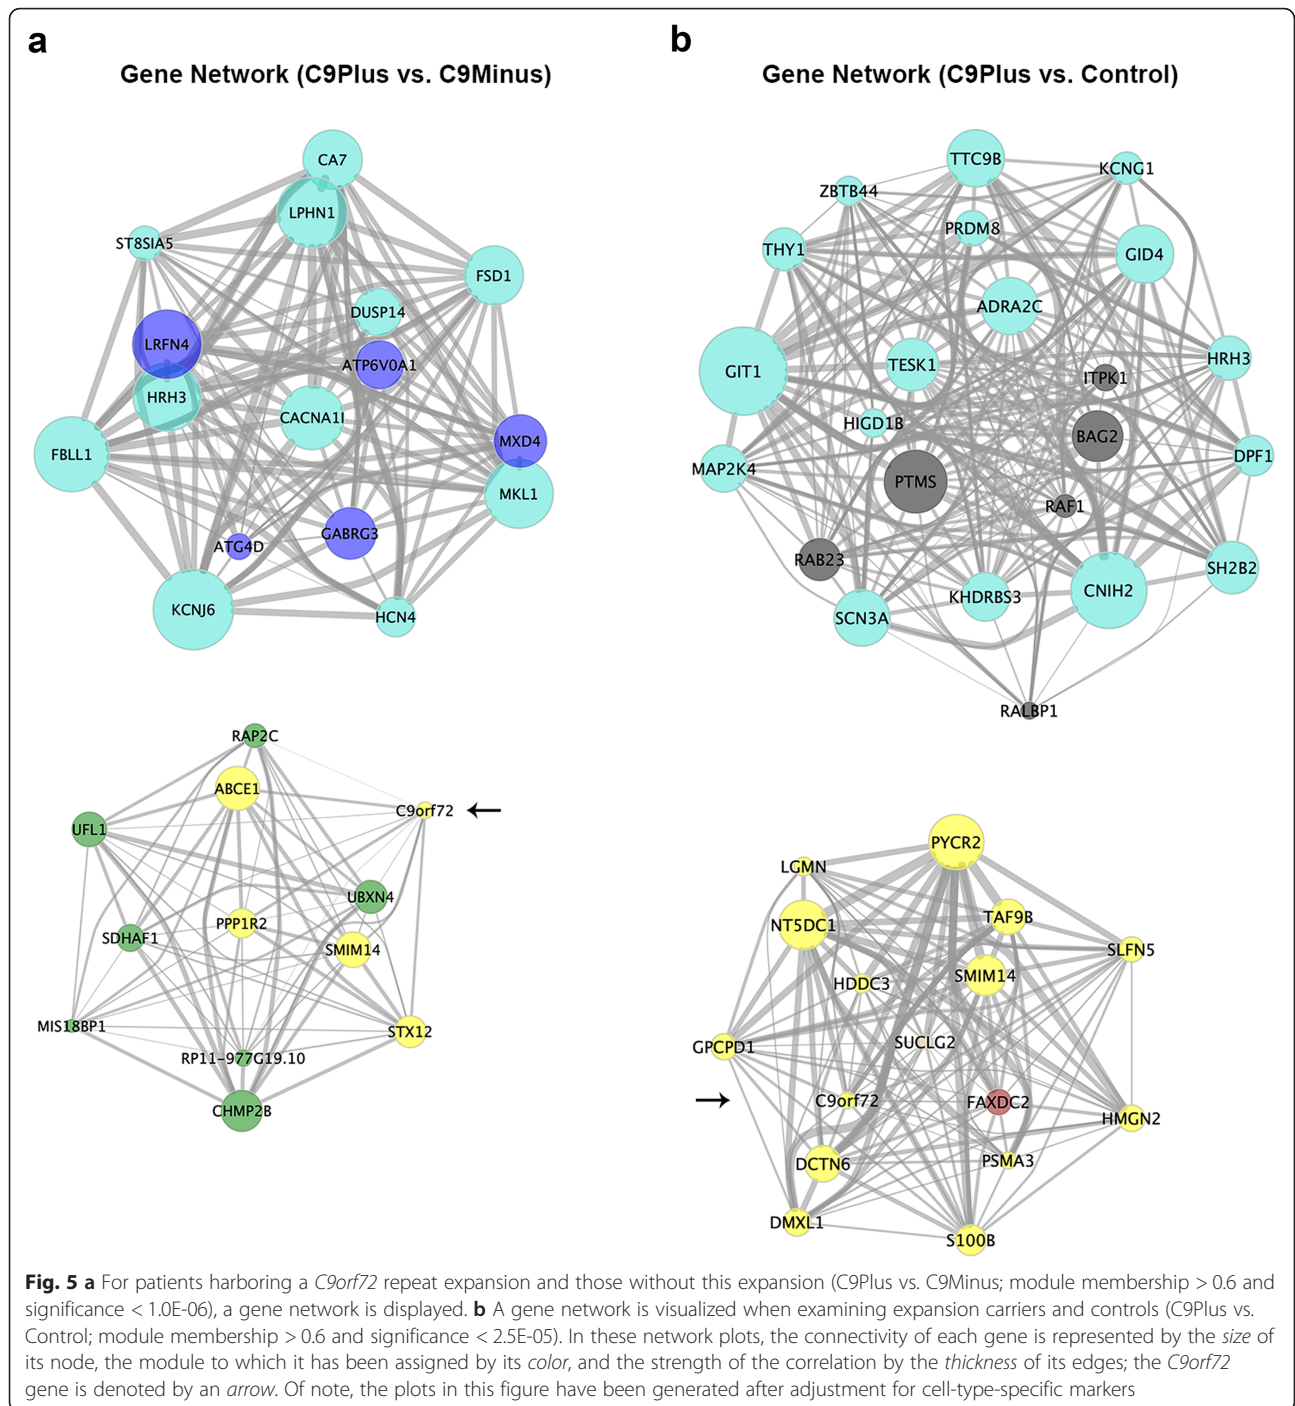 a
Gene Network (C9Plus vs. C9Minus)
CA7
LPHN1
ST8SIA5
FSD1
DUSP14
LRFN4
ATP6V0A1
HRH3
CACNA1I
FBLL1
MXD4
MKL1
GABRG3
ATG4D
KCNJ6
HCN4
RAP2C
ABCE1
C9orf72
UFL1
UBXN4
PPP1R2
SDHAF1
SMIM14
MIS18BP1
STX12
RP11-977G19.10
CHMP2B
b
Gene Network (C9Plus vs. Control)
TTC9B
KCNG1
ZBTB44
PRDM8
THY1
GID4
ADRA2C
HRH3
GIT1
TESK1
ITPK1
HIGD1B
BAG2
DPF1
MAP2K4
PTMS
RAF1
RAB23
SH2B2
CNIH2
KHDRBS3
SCN3A
RALBP1
PYCR2
LGMN
TAF9B
NT5DC1
SLFN5
SMIM14
HDDC3
SUCLG2
GPCPD1
C9orf72
FAXDC2
HMGN2
DCTN6
PSMA3
DMXL1
S100B
Fig. 5 a For patients harboring a C9orf72 repeat expansion and those without this expansion (C9Plus vs. C9Minus; module membership > 0.6 and
significance < 1.0E-06), a gene network is displayed. b A gene network is visualized when examining expansion carriers and controls (C9Plus vs.
Control; module membership > 0.6 and significance < 2.5E-05). In these network plots, the connectivity of each gene is represented by the size of
its node, the module to which it has been assigned by its color, and the strength of the correlation by the thickness of its edges; the C9orf72
gene is denoted by an arrow. Of note, the plots in this figure have been generated after adjustment for cell-type-specific markers